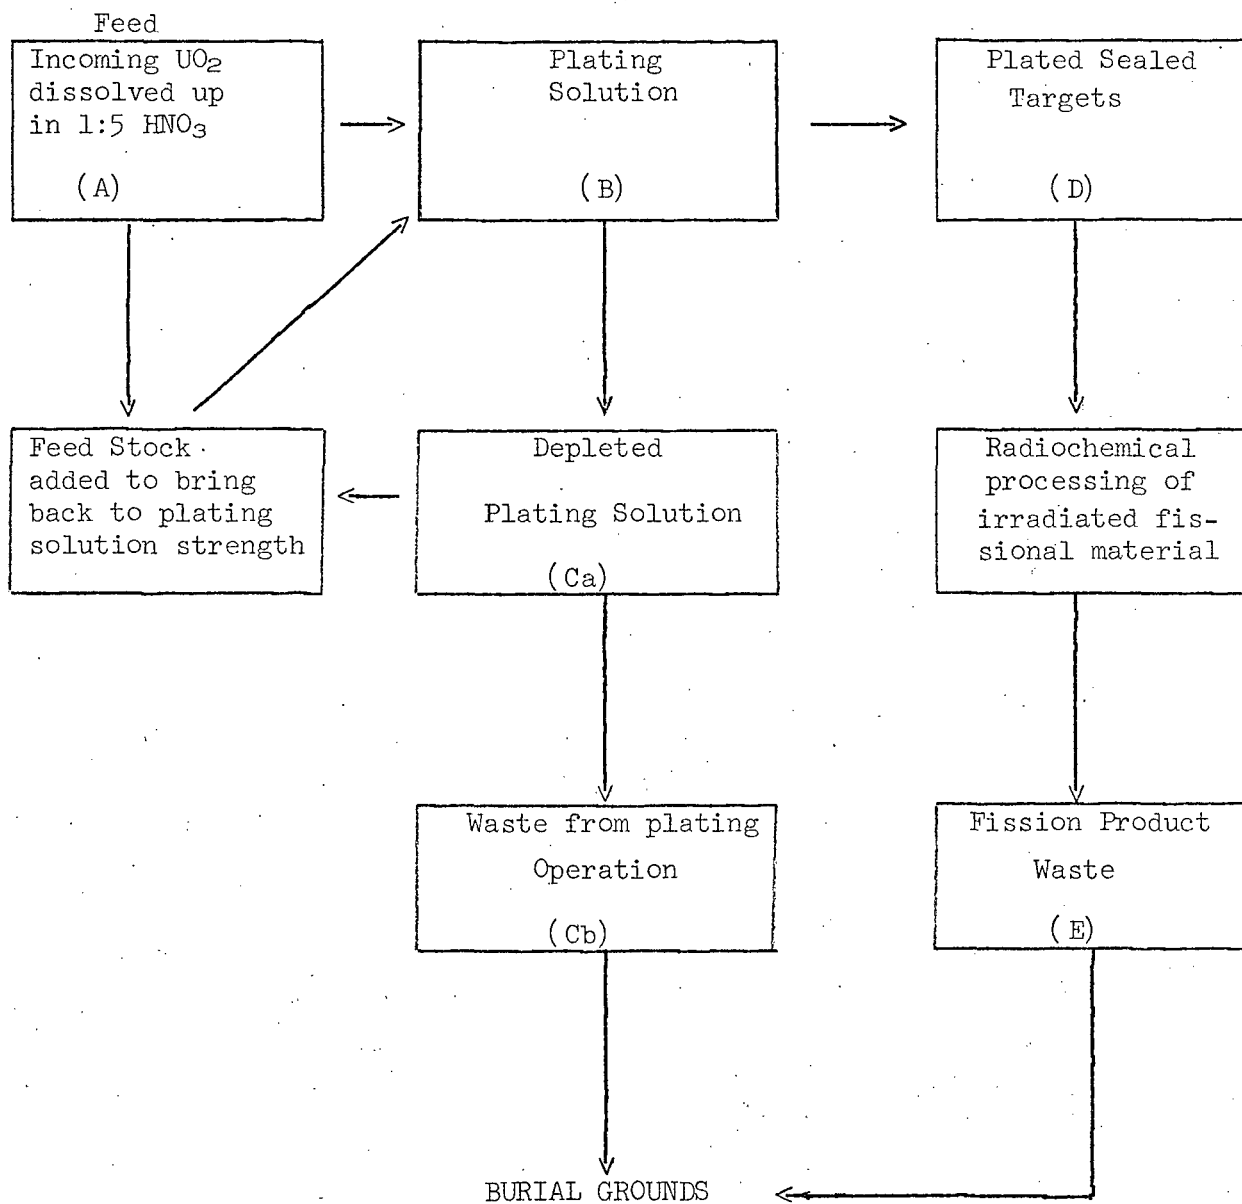 Feed
Incoming UO2
dissolved up
in 1:5 HNO3
(A)
Plating
Solution
(B)
Plated Sealed
Targets
(D)
Feed Stock
added to bring
back to plating
solution strength
Depleted
Plating Solution
(Ca)
Radiochemical
processing of
irradiated fis-
sional material
Waste from plating
Operation
(Cb)
Fission Product
Waste
(E)
BURIAL GROUNDS